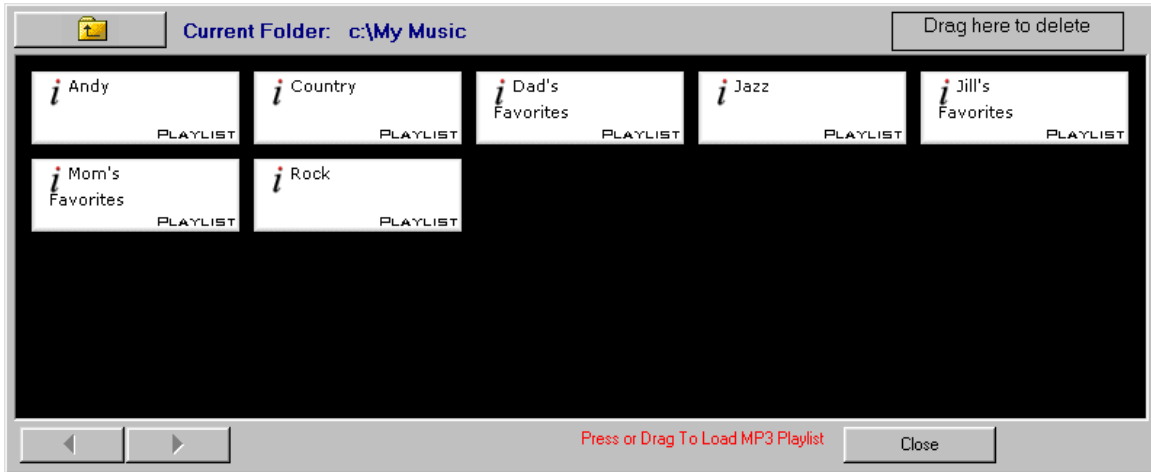 Current Folder: c:\My Music
Drag here to delete
i Andy
PLAYLIST
i Country
PLAYLIST
i Dad's
Favorites
PLAYLIST
i Jazz
PLAYLIST
i Jill's
Favorites
PLAYLIST
i Mom's
Favorites
PLAYLIST
i Rock
PLAYLIST
Press or Drag To Load MP3 Playlist
Close